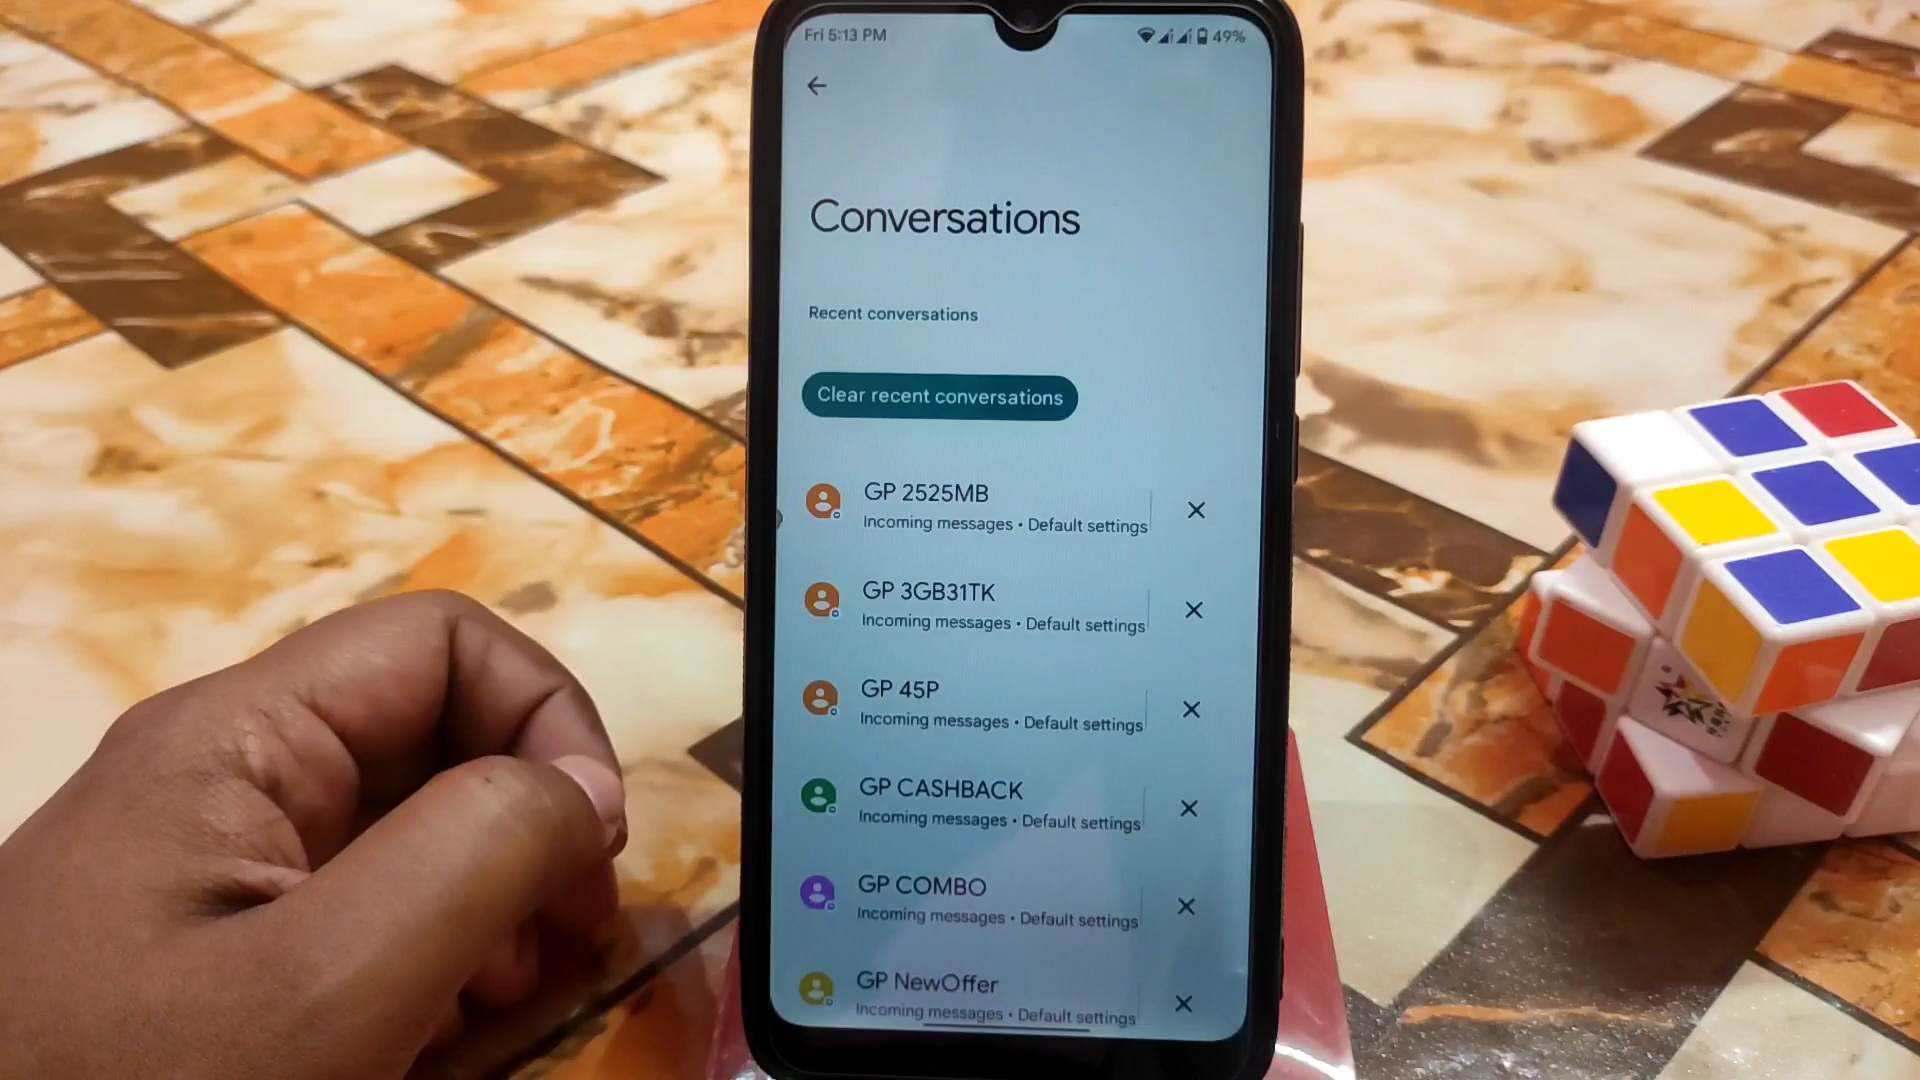 Fri 5:13 PM
49%
Conversations
Recent conversations
Clear recent conversations
GP 2525MB
Incoming messages • Default settings
GP 3GB31TK
Incoming messages • Default settings
GP 45P
Incoming messages • Default settings
GP CASHBACK
Incoming messages • Default settings
GP COMBO
Incoming messages • Default settings
GP NewOffer
Incoming messages • Default settings